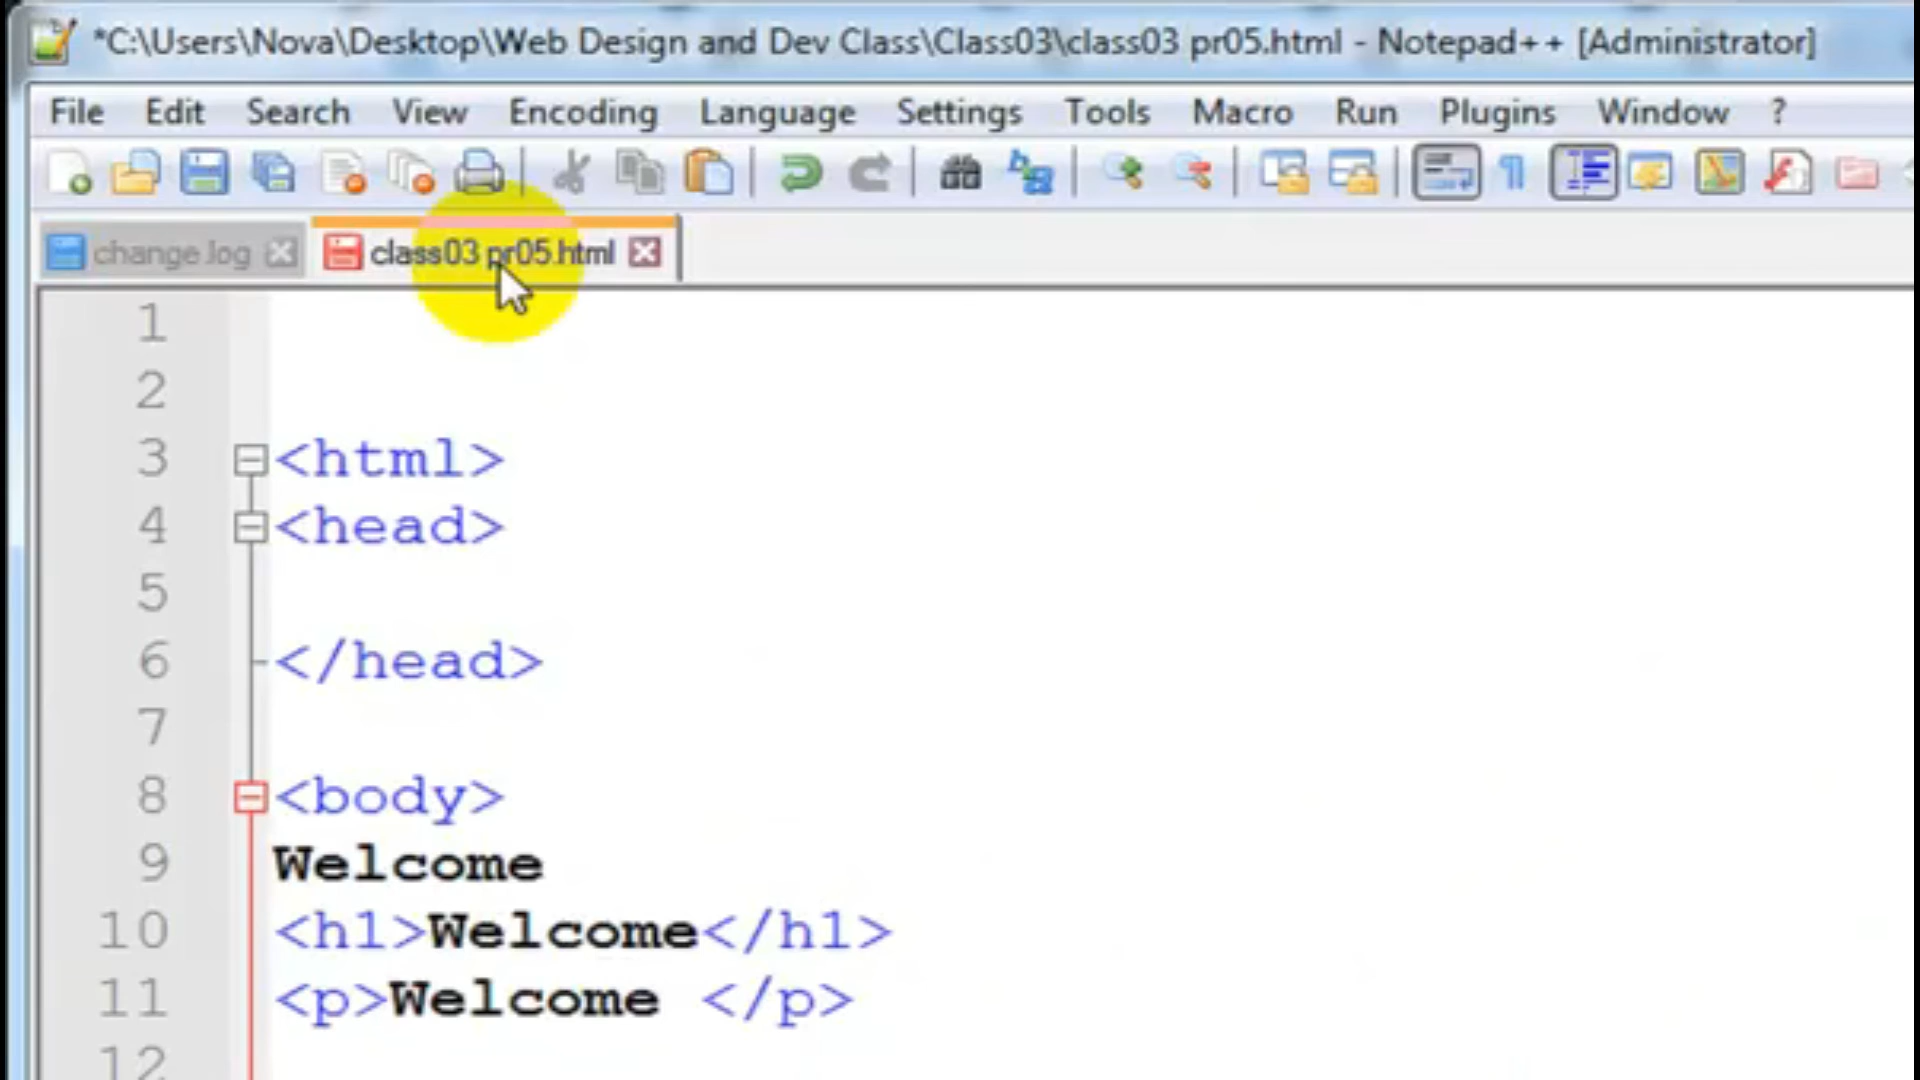 *C:\Users\Nova\Desktop\Web Design and Dev Class\Class03\class03 pr05.html - Notepad++ [Administrator]
File Edit Search View Encoding Language Settings Tools Macro Run Plugins Window ?
change.log class03 pr05.html
1
2
3 <html>
4 <head>
5
6 </head>
7
8 <body>
9 Welcome
10 <h1>Welcome</h1>
11 <p>Welcome </p>
12